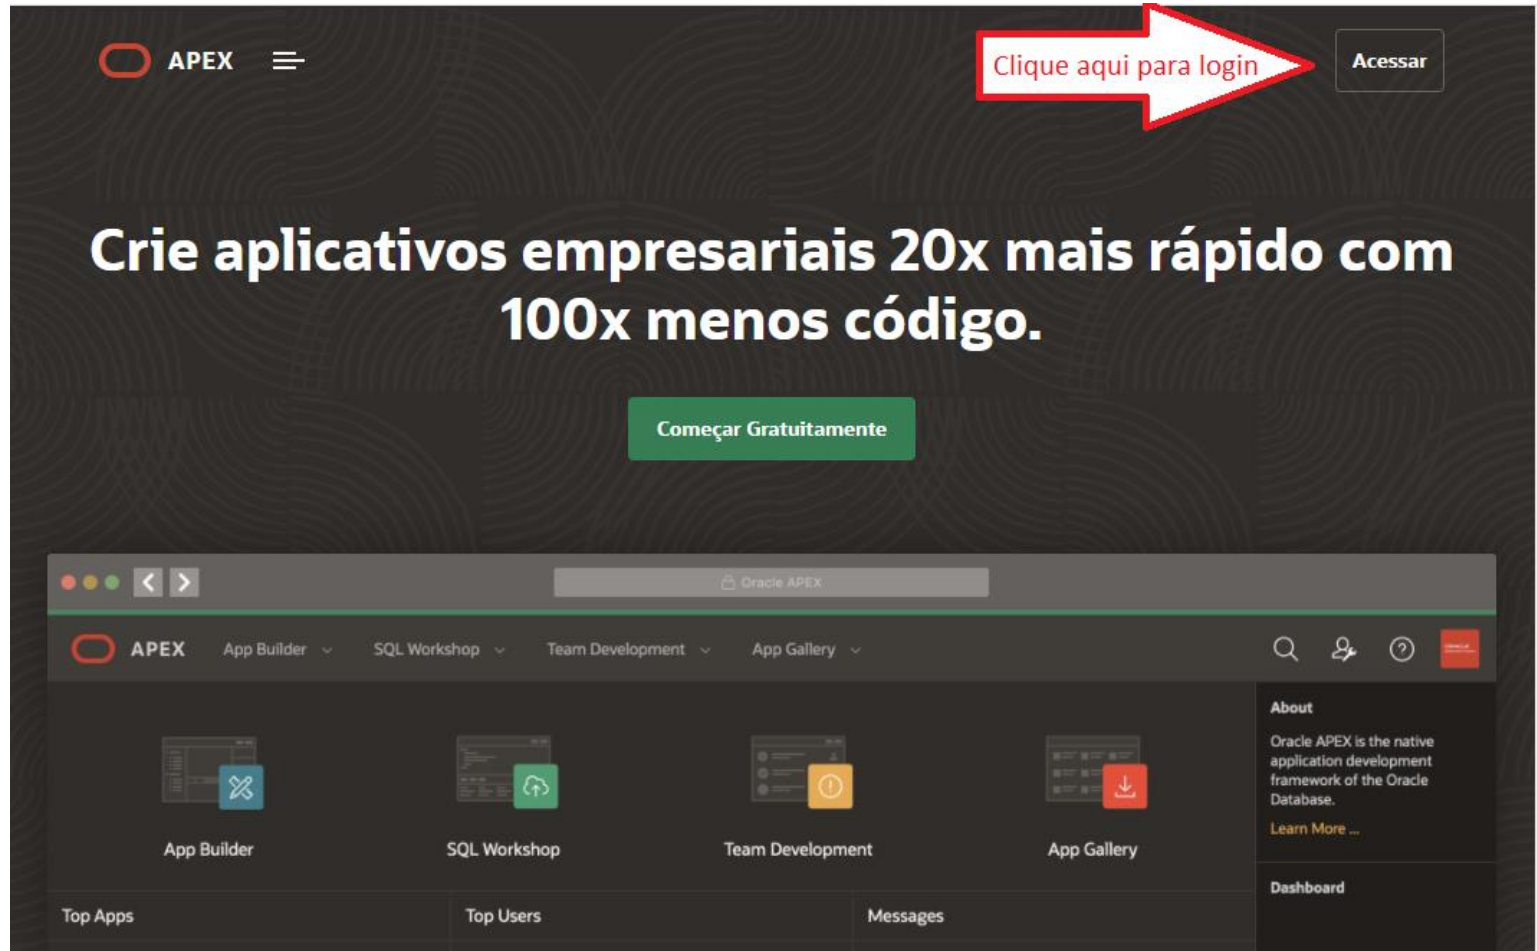 APEX
Clique aqui para login
Acessar
Crie aplicativos empresariais 20x mais rápido com
100x menos código.
Começar Gratuitamente
Oracle APEX
APEX App Builder SQL Workshop Team Development App Gallery
About
Oracle APEX is the native
application development
framework of the Oracle
Database.
Learn More ...
App Builder
SQL Workshop
Team Development
App Gallery
Dashboard
Top Apps
Top Users
Messages